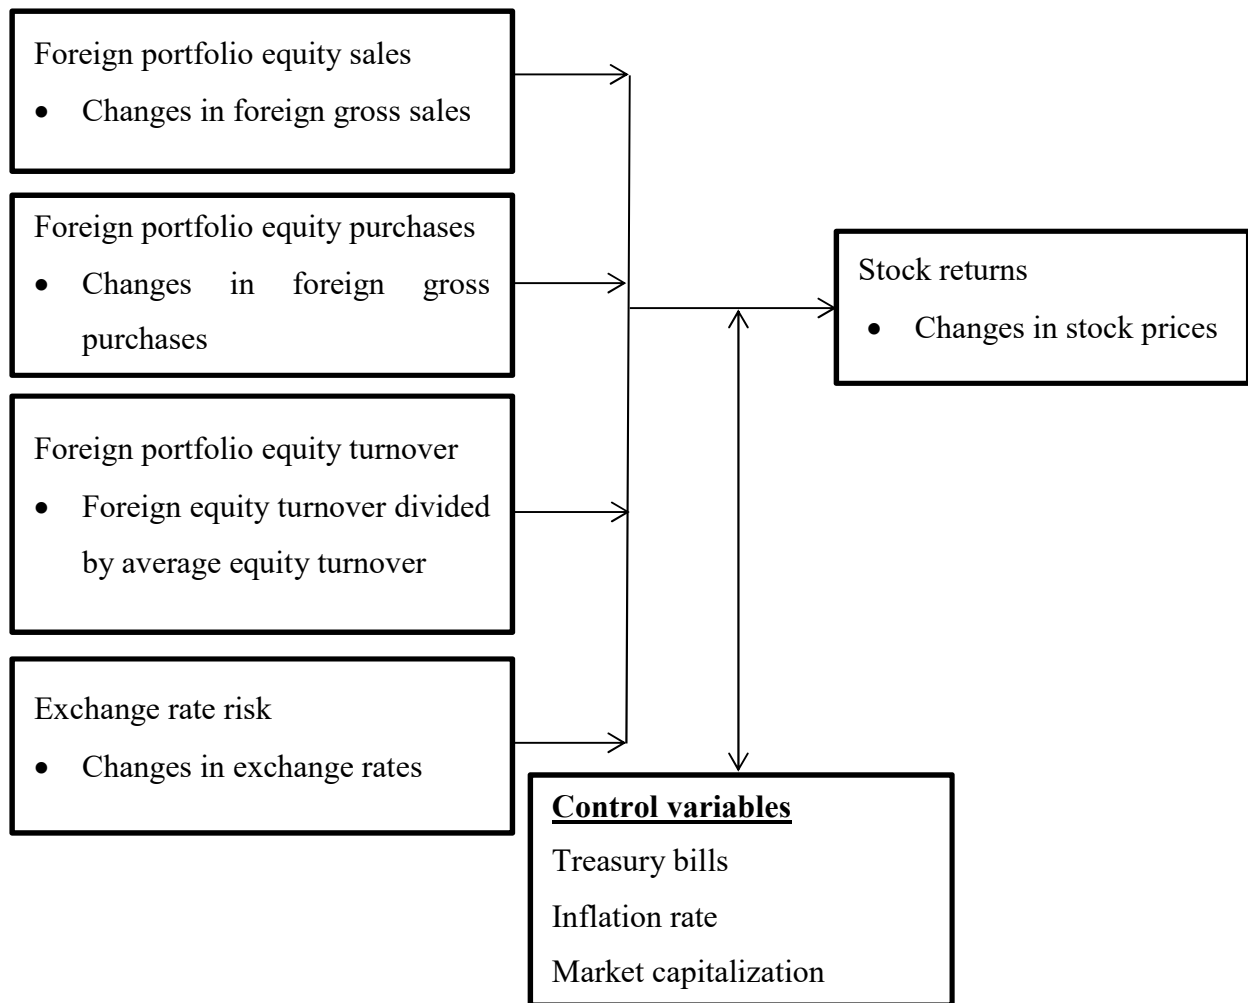 Foreign portfolio equity sales
• Changes in foreign gross sales
Foreign portfolio equity purchases
• Changes in foreign gross
purchases
Foreign portfolio equity turnover
• Foreign equity turnover divided
by average equity turnover
Exchange rate risk
• Changes in exchange rates
Stock returns
• Changes in stock prices
Control variables
Treasury bills
Inflation rate
Market capitalization